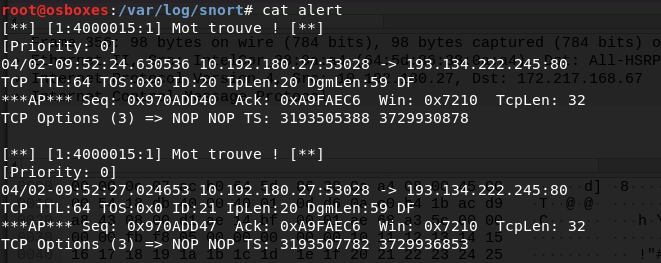 root@osboxes:/var/log/snort# cat alert
[**] [1:4000015:1] Mot trouve ! [**]
[Priority: 0]
04/02-09:52:24.630536 10.192.180.27:53028 -> 193.134.222.245:80
TCP TTL:64 TOS:0x0 ID:20 IpLen:20 DgmLen:59 DF
***AP*** Seq: 0x970ADD40 Ack: 0xA9FAEC6 Win: 0x7210 TcpLen: 32
TCP Options (3) => NOP NOP TS: 3193505388 3729930878
[**] [1:4000015:1] Mot trouve ! [**]
[Priority: 0]
04/02-09:52:27.024653 10.192.180.27:53028 -> 193.134.222.245:80
TCP TTL:64 TOS:0x0 ID:21 IpLen:20 DgmLen:59 DF
***AP*** Seq: 0x970ADD47 Ack: 0xA9FAEC6 Win: 0x7210 TcpLen: 32
TCP Options (3) => NOP NOP TS: 3193507782 3729936853